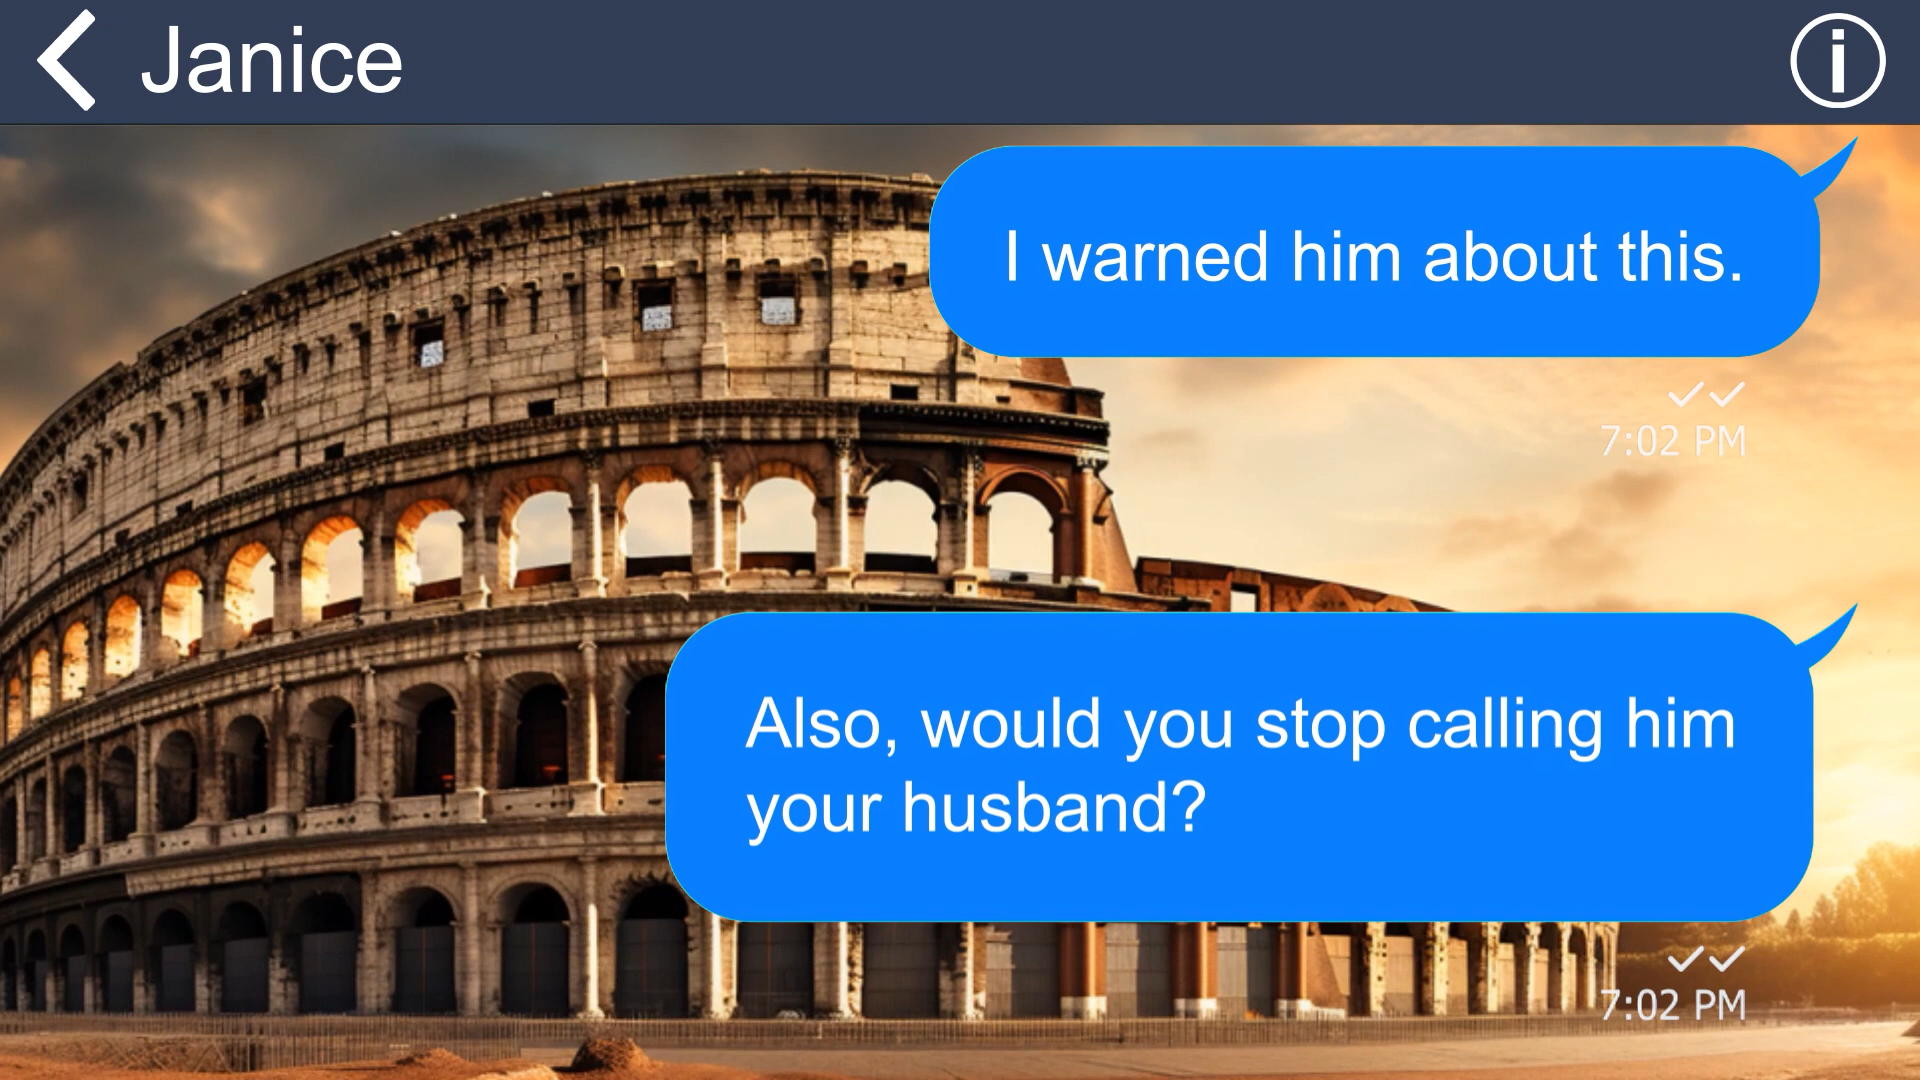 Janice
I warned him about this.
7:02 PM
Also, would you stop calling him
your husband?
7:02 PM